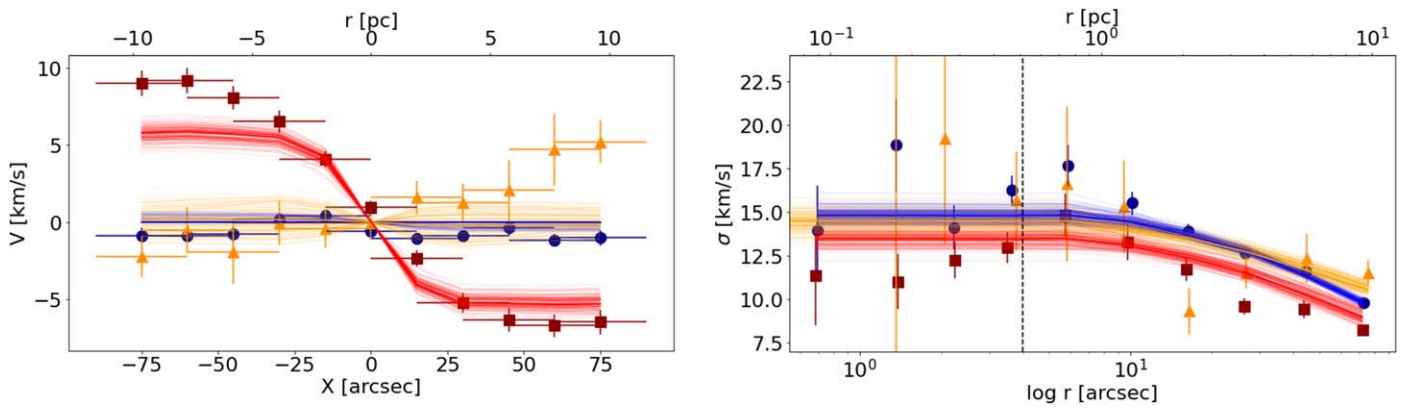 r [pc]
−10 −5 0 5 10
10
5
0
−5
V [km/s]
−75 −50 −25 0 25 50 75
X [arcsec]
r [pc]
10⁻¹ 10⁰ 10¹
22.5
20.0
17.5
15.0
12.5
10.0
7.5
σ [km/s]
10⁰ 10¹
log r [arcsec]